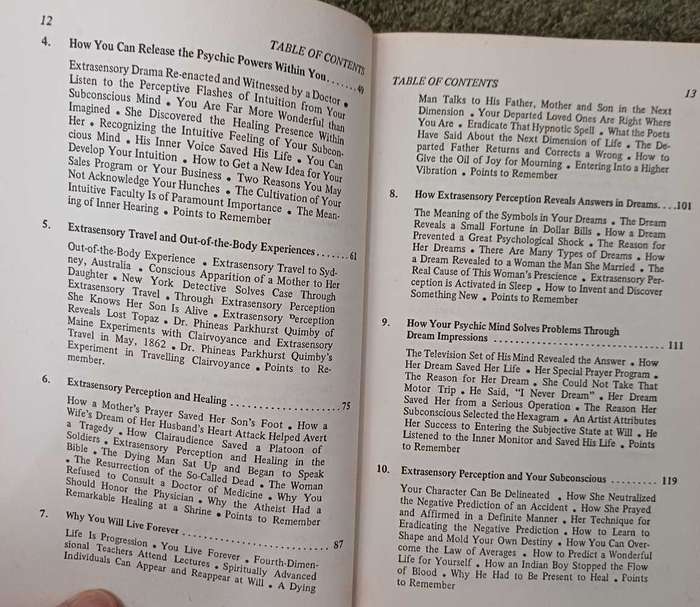 12
TABLE OF CONTENTS
4. How You Can Release the Psychic Powers Within You.......49
Extrasensory Drama Re-enacted and Witnessed by a Doctor •
Listen to the Perceptive Flashes of Intuition from Your
Subconscious Mind • You Are Far More Wonderful than
Imagined • She Discovered the Healing Presence Within
Her • Recognizing the Intuitive Feeling of Your Subcon-
cious Mind • His Inner Voice Saved His Life • You Can
Develop Your Intuition • How to Get a New Idea for Your
Sales Program or Your Business • Two Reasons You May
Not Acknowledge Your Hunches • The Cultivation of Your
Intuitive Faculty Is of Paramount Importance • The Mean-
ing of Inner Hearing • Points to Remember
5. Extrasensory Travel and Out-of-the-Body Experiences.......61
Out-of-the-Body Experience • Extrasensory Travel to Syd-
ney, Australia • Conscious Apparition of a Mother to Her
Daughter • New York Detective Solves Case Through
Extrasensory Travel • Through Extrasensory Perception
She Knows Her Son Is Alive • Extrasensory Perception
Reveals Lost Topaz • Dr. Phineas Parkhurst Quimby of
Maine Experiments with Clairvoyance and Extrasensory
Travel in May, 1862 • Dr. Phineas Parkhurst Quimby's
Experiment in Travelling Clairvoyance • Points to Re-
member.
6. Extrasensory Perception and Healing ....................75
How a Mother's Prayer Saved Her Son's Foot • How a
Wife's Dream of Her Husband's Heart Attack Helped Avert
a Tragedy • How Clairaudience Saved a Platoon of
Soldiers • Extrasensory Perception and Healing in the
Bible • The Dying Man Sat Up and Began to Speak
• The Resurrection of the So-Called Dead • The Woman
Refused to Consult a Doctor of Medicine • Why You
Should Honor the Physician • Why the Atheist Had a
Remarkable Healing at a Shrine • Points to Remember
7. Why You Will Live Forever ..............................87
Life Is Progression • You Live Forever • Fourth-Dimen-
sional Teachers Attend Lectures • Spiritually Advanced
Individuals Can Appear and Reappear at Will • A Dying
TABLE OF CONTENTS
13
Man Talks to His Father, Mother and Son in the Next
Dimension • Your Departed Loved Ones Are Right Where
You Are • Eradicate That Hypnotic Spell • What the Poets
Have Said About the Next Dimension of Life • The De-
parted Father Returns and Corrects a Wrong • How to
Give the Oil of Joy for Mourning • Entering Into a Higher
Vibration • Points to Remember
8. How Extrasensory Perception Reveals Answers in Dreams....101
The Meaning of the Symbols in Your Dreams • The Dream
Reveals a Small Fortune in Dollar Bills • How a Dream
Prevented a Great Psychological Shock • The Reason for
Her Dreams • There Are Many Types of Dreams • How
a Dream Revealed to a Woman the Man She Married • The
Real Cause of This Woman's Prescience • Extrasensory Per-
ception is Activated in Sleep • How to Invent and Discover
Something New • Points to Remember
9. How Your Psychic Mind Solves Problems Through
Dream Impressions ....................................111
The Television Set of His Mind Revealed the Answer • How
Her Dream Saved Her Life • Her Special Prayer Program •
The Reason for Her Dream • She Could Not Take That
Motor Trip • He Said, "I Never Dream" • Her Dream
Saved Her from a Serious Operation • The Reason Her
Subconscious Selected the Hexagram • An Artist Attributes
Her Success to Entering the Subjective State at Will • He
Listened to the Inner Monitor and Saved His Life • Points
to Remember
10. Extrasensory Perception and Your Subconscious .........119
Your Character Can Be Delineated • How She Neutralized
the Negative Prediction of an Accident • How She Prayed
and Affirmed in a Definite Manner • Her Technique for
Eradicating the Negative Prediction • How to Learn to
Shape and Mold Your Own Destiny • How You Can Over-
come the Law of Averages • How to Predict a Wonderful
Life for Yourself • How an Indian Boy Stopped the Flow
of Blood • Why He Had to Be Present to Heal • Points
to Remember